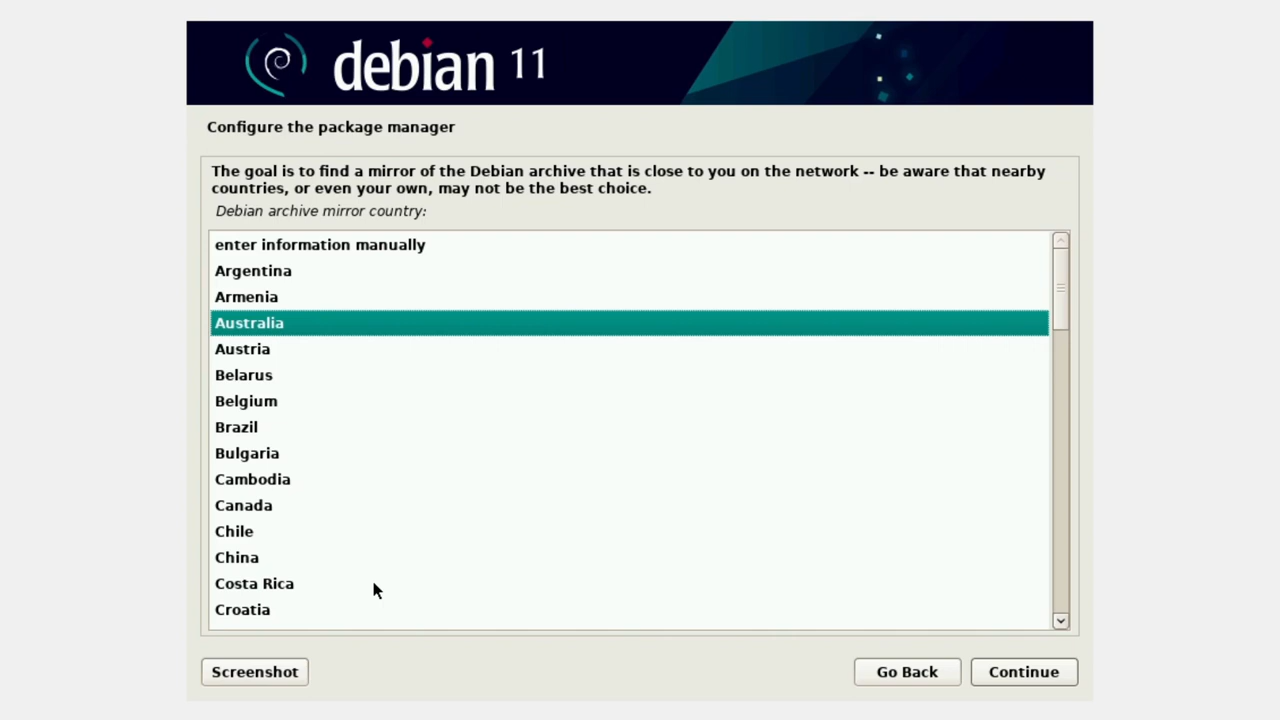 debian 11
Configure the package manager
The goal is to find a mirror of the Debian archive that is close to you on the network -- be aware that nearby
countries, or even your own, may not be the best choice.
Debian archive mirror country:
enter information manually
Argentina
Armenia
Australia
Austria
Belarus
Belgium
Brazil
Bulgaria
Cambodia
Canada
Chile
China
Costa Rica
Croatia
Screenshot
Go Back
Continue